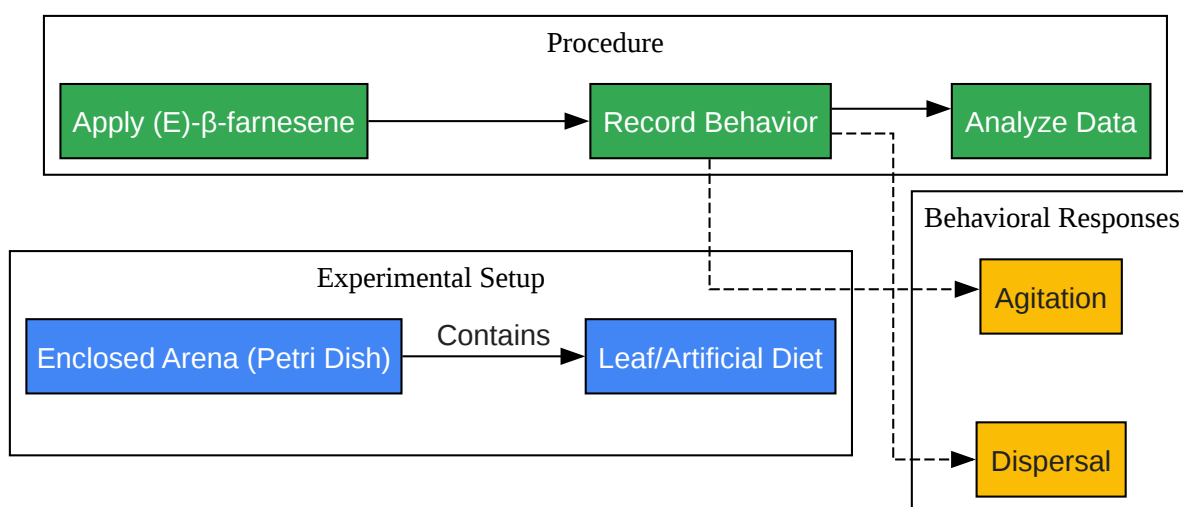 Procedure
Apply (E)-β-farnesene
Record Behavior
Analyze Data
Behavioral Responses
Experimental Setup
Agitation
Contains
Enclosed Arena (Petri Dish)
Leaf/Artificial Diet
Dispersal